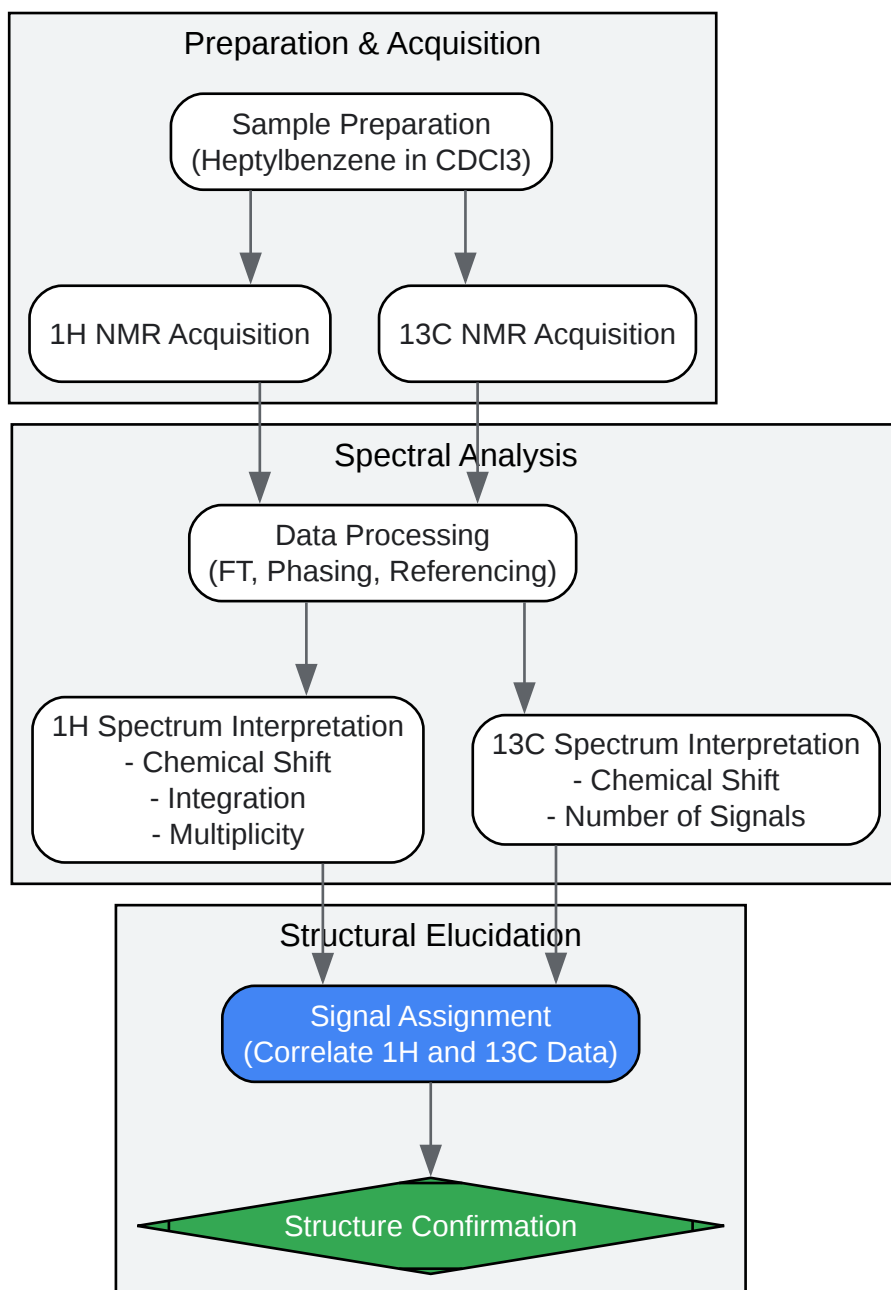 Preparation & Acquisition
Sample Preparation
(Heptylbenzene in CDCl3)
1H NMR Acquisition
13C NMR Acquisition
Spectral Analysis
Data Processing
(FT, Phasing, Referencing)
1H Spectrum Interpretation
- Chemical Shift
- Integration
- Multiplicity
13C Spectrum Interpretation
- Chemical Shift
- Number of Signals
Structural Elucidation
Signal Assignment
(Correlate 1H and 13C Data)
Structure Confirmation